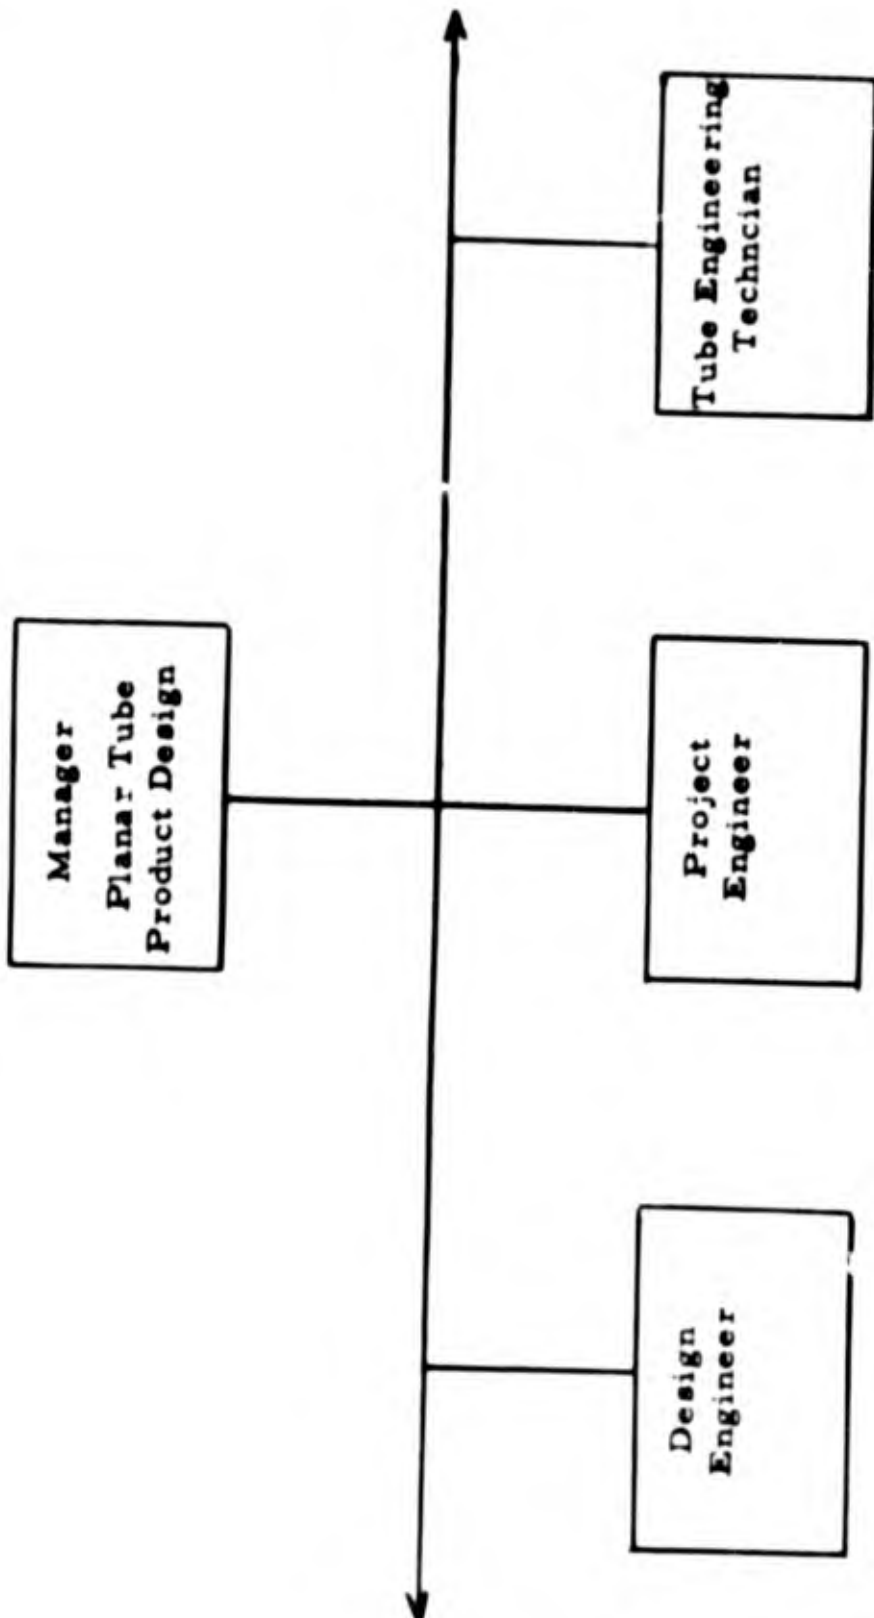 Manager
Planar Tube
Product Design
Design
Engineer
Project
Engineer
Tube Engineering
Techncian